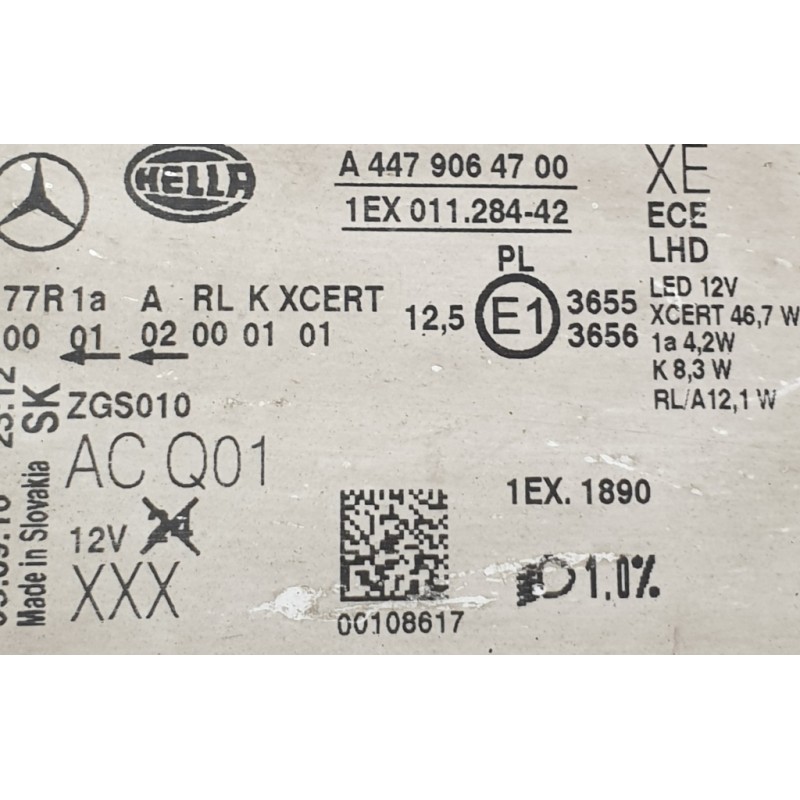 HELLA
A 447 906 47 00
1EX 011.284-42
XE
ECE
LHD
LED 12V
XCERT 46,7 W
1a 4,2W
K 8,3 W
RL/A12,1 W
77R 1a A RL K XCERT
00 01 02 00 01 01
PL
12,5 E1 3655
3656
SK
Made in Slovakia
ZGS010
AC Q01
12V 24
XXX
00108617
1EX. 1890
1.0%